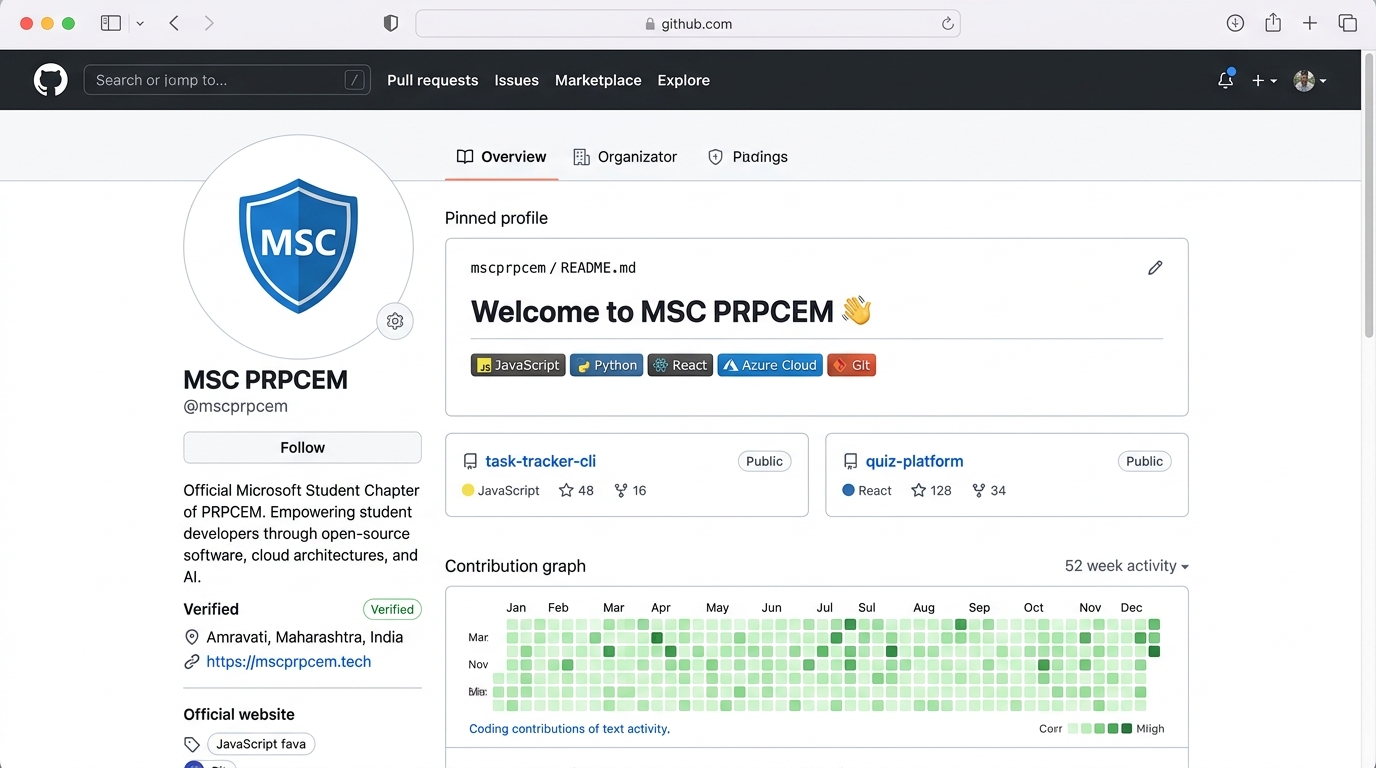 github.com
Search or jomp to... /
Pull requests Issues Marketplace Explore
Overview Organizator Pɑdings
MSC
MSC PRPCEM
@mscprpcem
Follow
Official Microsoft Student Chapter
of PRPCEM. Empowering student
developers through open-source
software, cloud architectures, and
AI.
Verified Verified
Amravati, Maharashtra, India
https://mscprpcem.tech
Official website
JavaScript fava
Pinned profile
mscprpcem / README.md
Welcome to MSC PRPCEM 👋
JS JavaScript Python React Azure Cloud Git
task-tracker-cli Public
JavaScript 48 16
quiz-platform Public
React 128 34
Contribution graph 52 week activity
Jan Feb Mar Apr May Jun Jul Sul Aug Sep Oct Nov Dec
Mar
Nov
Coding contributions of text activity.
Corr Miigh